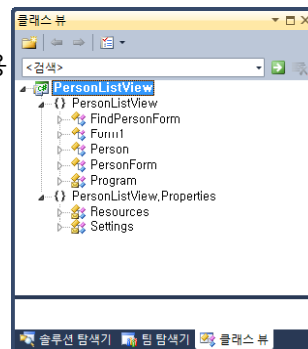 클래스 뷰
<검색>
PersonListView
{} PersonListView
FindPersonForm
Form1
Person
PersonForm
Program
{} PersonListView.Properties
Resources
Settings
솔루션 탐색기 팀 탐색기 클래스 뷰